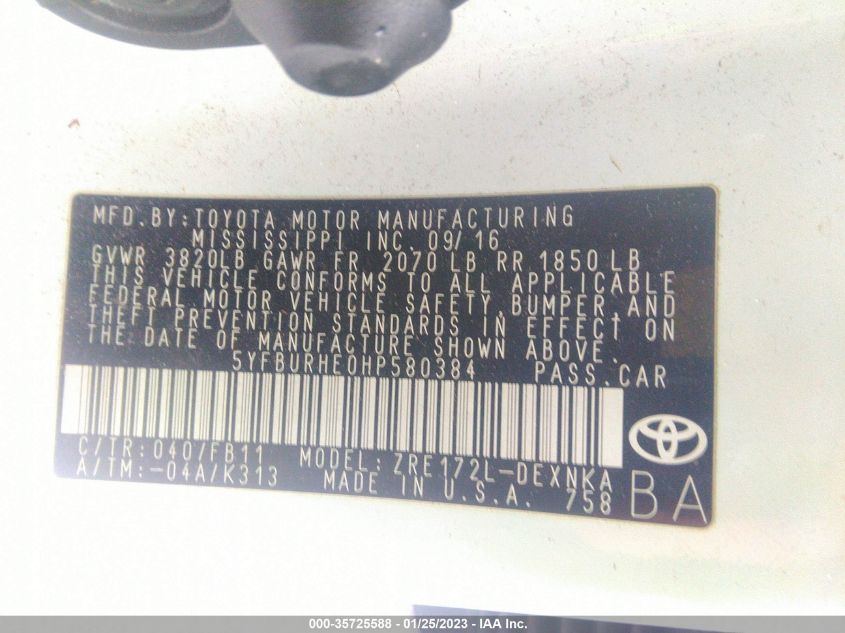 MFD. BY: TOYOTA MOTOR MANUFACTURING
MISSISSIPPI INC. 09/16
GVWR 3820LB GAWR FR 2070 LB RR 1850 LB
THIS VEHICLE CONFORMS TO ALL APPLICABLE
FEDERAL MOTOR VEHICLE SAFETY, BUMPER, AND
THEFT PREVENTION STANDARDS IN EFFECT ON
THE DATE OF MANUFACTURE SHOWN ABOVE.
5YFBURHE0HP580384 PASS. CAR
C/TR: 040/FB11 MODEL: ZRE172L-DEXNKA
A/TM: -04A/K313 MADE IN U.S.A. 758
BA
000-35725588 - 01/25/2023 - IAA Inc.